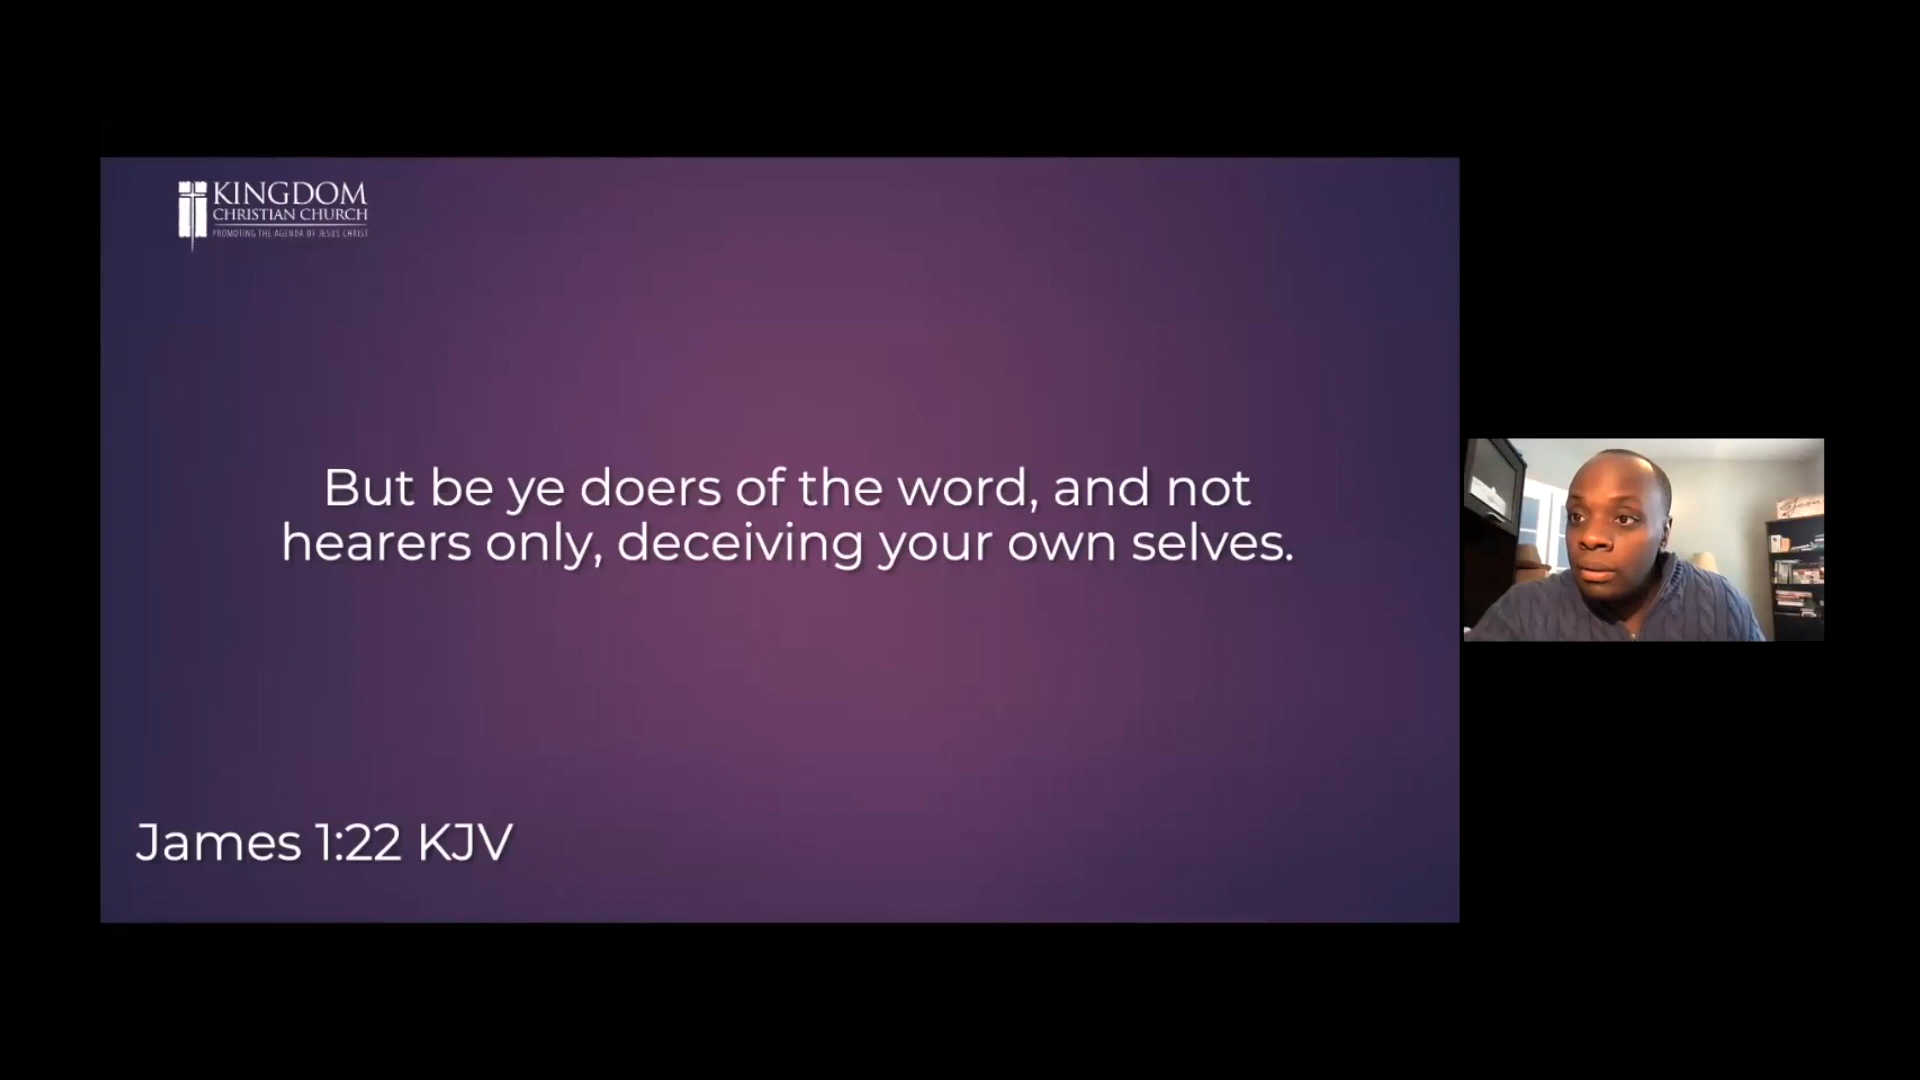 KINGDOM
CHRISTIAN CHURCH
PROMOTING THE AGENDA OF JESUS CHRIST
But be ye doers of the word, and not
hearers only, deceiving your own selves.
James 1:22 KJV